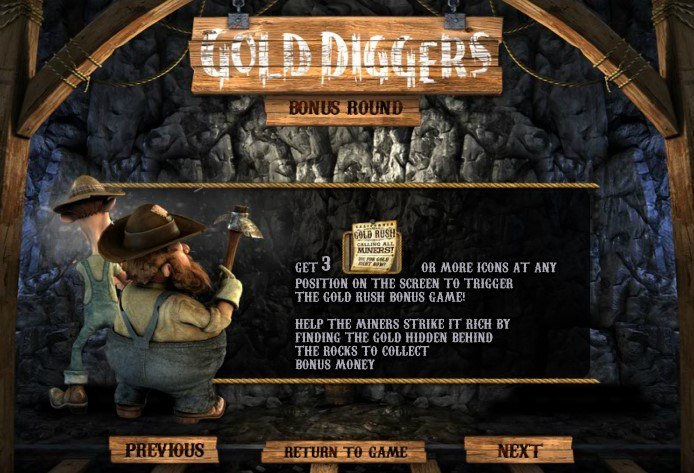 GOLD DIGGERS
BONUS ROUND
GOLD RUSH
CALLING ALL
MINERS!
GET 3 OR MORE ICONS AT ANY
POSITION ON THE SCREEN TO TRIGGER
THE GOLD RUSH BONUS GAME!
HELP THE MINERS STRIKE IT RICH BY
FINDING THE GOLD HIDDEN BEHIND
THE ROCKS TO COLLECT
BONUS MONEY
PREVIOUS
RETURN TO GAME
NEXT